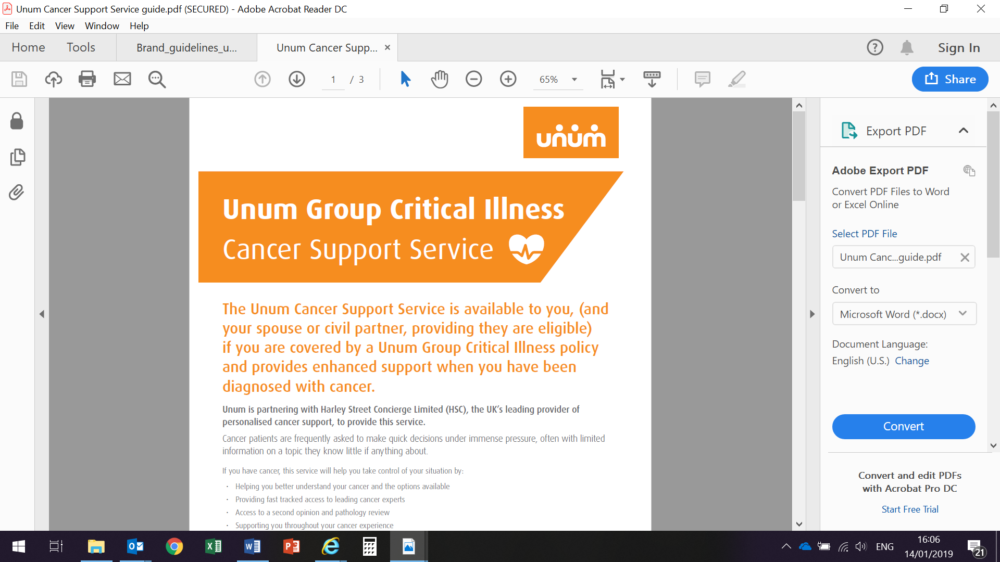 Unum Cancer Support Service guide.pdf (SECURED) - Adobe Acrobat Reader DC
File Edit View Window Help
Home Tools Brand_guidelines_u... Unum Cancer Supp... × ? Sign In
1 / 3 65% Share
unum
Unum Group Critical Illness
Cancer Support Service
The Unum Cancer Support Service is available to you, (and
your spouse or civil partner, providing they are eligible)
if you are covered by a Unum Group Critical Illness policy
and provides enhanced support when you have been
diagnosed with cancer.
Unum is partnering with Harley Street Concierge Limited (HSC), the UK’s leading provider of
personalised cancer support, to provide this service.
Cancer patients are frequently asked to make quick decisions under immense pressure, often with limited
information on a topic they know little if anything about.
If you have cancer, this service will help you take control of your situation by:
· Helping you better understand your cancer and the options available
· Providing fast tracked access to leading cancer experts
· Access to a second opinion and pathology review
· Supporting you throughout your cancer experience
Export PDF
Adobe Export PDF
Convert PDF Files to Word
or Excel Online
Select PDF File
Unum Canc...guide.pdf
Convert to
Microsoft Word (*.docx)
Document Language:
English (U.S.) Change
Convert
Convert and edit PDFs
with Acrobat Pro DC
Start Free Trial
ENG
16:06
14/01/2019
21